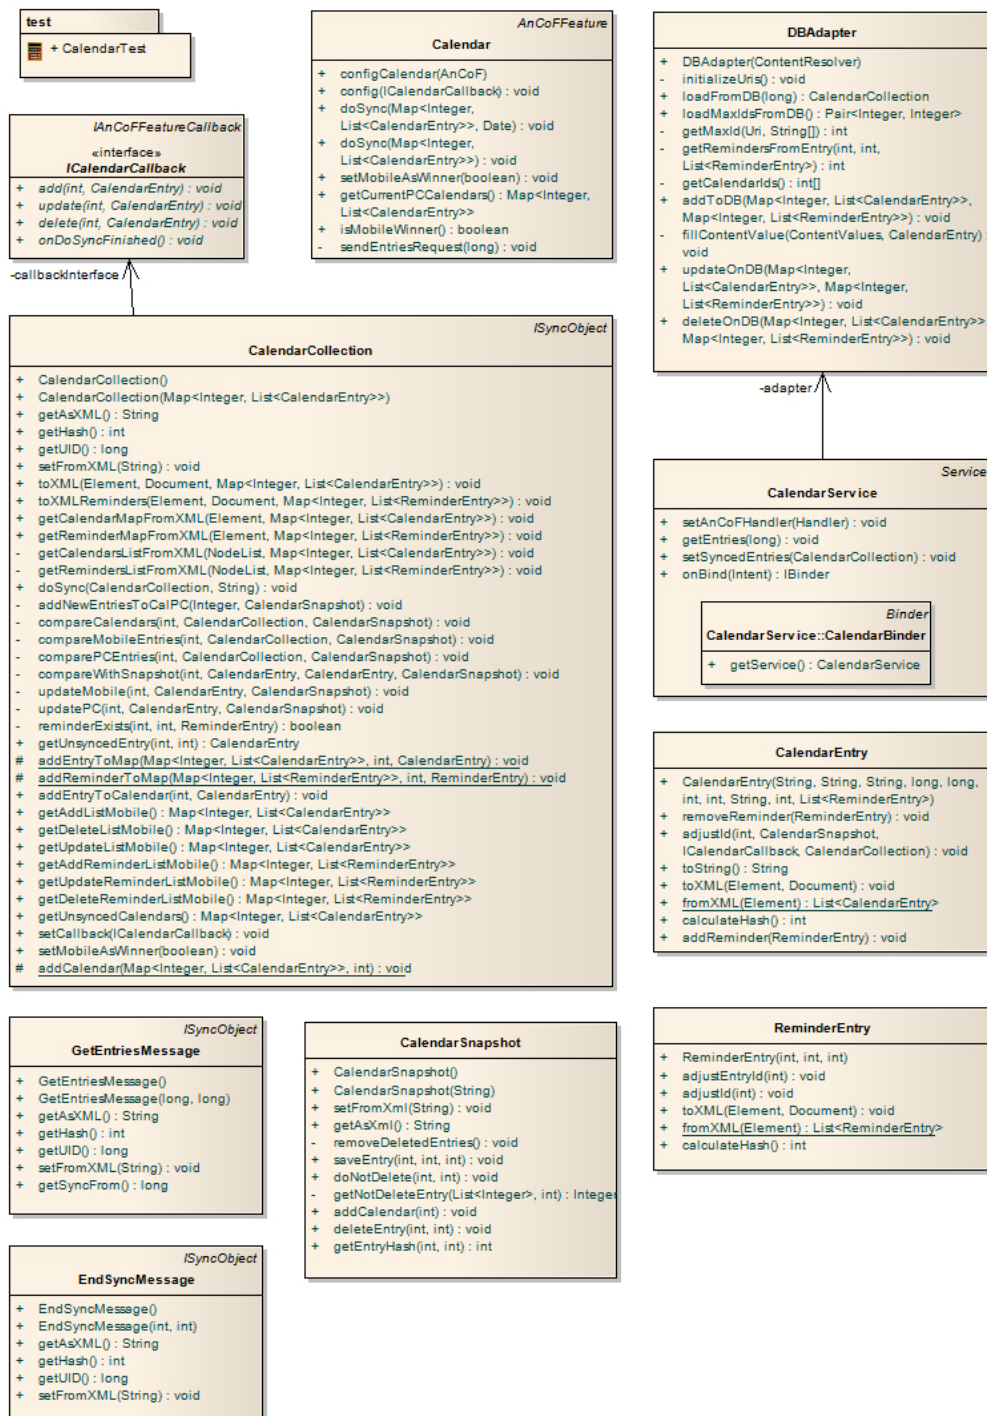 test
+ CalendarTest
AnCoFFeature
Calendar
+ configCalendar(AnCoF)
+ config(ICalendarCallback) : void
+ doSync(Map<Integer,
List<CalendarEntry>>, Date) : void
+ doSync(Map<Integer,
List<CalendarEntry>>) : void
+ setMobileAsWinner(boolean) : void
+ getCurrentPCCalendars() : Map<Integer,
List<CalendarEntry>>
+ isMobileWinner() : boolean
- sendEntriesRequest(long) : void
DBAdapter
+ DBAdapter(ContentResolver)
- initializeUris() : void
+ loadFromDB(long) : CalendarCollection
+ loadMaxIdsFromDB() : Pair<Integer, Integer>
- getMaxId(Uri, String[]) : int
- getRemindersFromEntry(int, int,
List<ReminderEntry>) : int
- getCalendarIds() : int[]
+ addToDB(Map<Integer, List<CalendarEntry>>,
Map<Integer, List<ReminderEntry>>) : void
- fillContentValue(ContentValues, CalendarEntry) :
void
+ updateOnDB(Map<Integer,
List<CalendarEntry>>, Map<Integer,
List<ReminderEntry>>) : void
+ deleteOnDB(Map<Integer, List<CalendarEntry>>,
Map<Integer, List<ReminderEntry>>) : void
IAnCoFFeatureCallback
«interface»
ICalendarCallback
+ add(int, CalendarEntry) : void
+ update(int, CalendarEntry) : void
+ delete(int, CalendarEntry) : void
+ onDoSyncFinished() : void
-callbackInterface
-adapter
ISyncObject
CalendarCollection
+ CalendarCollection()
+ CalendarCollection(Map<Integer, List<CalendarEntry>>)
+ getAsXML() : String
+ getHash() : int
+ getUID() : long
+ setFromXML(String) : void
+ toXML(Element, Document, Map<Integer, List<CalendarEntry>>) : void
+ toXMLReminders(Element, Document, Map<Integer, List<ReminderEntry>>) : void
+ getCalendarMapFromXML(Element, Map<Integer, List<CalendarEntry>>) : void
+ getReminderMapFromXML(Element, Map<Integer, List<ReminderEntry>>) : void
- getCalendarsListFromXML(NodeList, Map<Integer, List<CalendarEntry>>) : void
- getRemindersListFromXML(NodeList, Map<Integer, List<ReminderEntry>>) : void
+ doSync(CalendarCollection, String) : void
- addNewEntriesToCalPC(Integer, CalendarSnapshot) : void
- compareCalendars(int, CalendarCollection, CalendarSnapshot) : void
- compareMobileEntries(int, CalendarCollection, CalendarSnapshot) : void
- comparePCEntries(int, CalendarCollection, CalendarSnapshot) : void
- compareWithSnapshot(int, CalendarEntry, CalendarEntry, CalendarSnapshot) : void
- updateMobile(int, CalendarEntry, CalendarSnapshot) : void
- updatePC(int, CalendarEntry, CalendarSnapshot) : void
- reminderExists(int, int, ReminderEntry) : boolean
+ getUnsyncedEntry(int, int) : CalendarEntry
# addEntryToMap(Map<Integer, List<CalendarEntry>>, int, CalendarEntry) : void
# addReminderToMap(Map<Integer, List<ReminderEntry>>, int, ReminderEntry) : void
+ addEntryToCalendar(int, CalendarEntry) : void
+ getAddListMobile() : Map<Integer, List<CalendarEntry>>
+ getDeleteListMobile() : Map<Integer, List<CalendarEntry>>
+ getUpdateListMobile() : Map<Integer, List<CalendarEntry>>
+ getAddReminderListMobile() : Map<Integer, List<ReminderEntry>>
+ getUpdateReminderListMobile() : Map<Integer, List<ReminderEntry>>
+ getDeleteReminderListMobile() : Map<Integer, List<ReminderEntry>>
+ getUnsyncedCalendars() : Map<Integer, List<CalendarEntry>>
+ setCallback(ICalendarCallback) : void
+ setMobileAsWinner(boolean) : void
# addCalendar(Map<Integer, List<CalendarEntry>>, int) : void
Service
CalendarService
+ setAnCoFHandler(Handler) : void
+ getEntries(long) : void
+ setSyncedEntries(CalendarCollection) : void
+ onBind(Intent) : IBinder
Binder
CalendarService::CalendarBinder
+ getService() : CalendarService
CalendarEntry
+ CalendarEntry(String, String, String, long, long,
int, int, String, int, List<ReminderEntry>)
+ removeReminder(ReminderEntry) : void
+ adjustId(int, CalendarSnapshot,
ICalendarCallback, CalendarCollection) : void
+ toString() : String
+ toXML(Element, Document) : void
+ fromXML(Element) : List<CalendarEntry>
+ calculateHash() : int
+ addReminder(ReminderEntry) : void
ISyncObject
GetEntriesMessage
+ GetEntriesMessage()
+ GetEntriesMessage(long, long)
+ getAsXML() : String
+ getHash() : int
+ getUID() : long
+ setFromXML(String) : void
+ getSyncFrom() : long
CalendarSnapshot
+ CalendarSnapshot()
+ CalendarSnapshot(String)
+ setFromXml(String) : void
+ getAsXml() : String
- removeDeletedEntries() : void
+ saveEntry(int, int, int) : void
+ doNotDelete(int, int) : void
- getNotDeleteEntry(List<Integer>, int) : Integer
+ addCalendar(int) : void
+ deleteEntry(int, int) : void
+ getEntryHash(int, int) : int
ReminderEntry
+ ReminderEntry(int, int, int)
+ adjustEntryId(int) : void
+ adjustId(int) : void
+ toXML(Element, Document) : void
+ fromXML(Element) : List<ReminderEntry>
+ calculateHash() : int
ISyncObject
EndSyncMessage
+ EndSyncMessage()
+ EndSyncMessage(int, int)
+ getAsXML() : String
+ getHash() : int
+ getUID() : long
+ setFromXML(String) : void